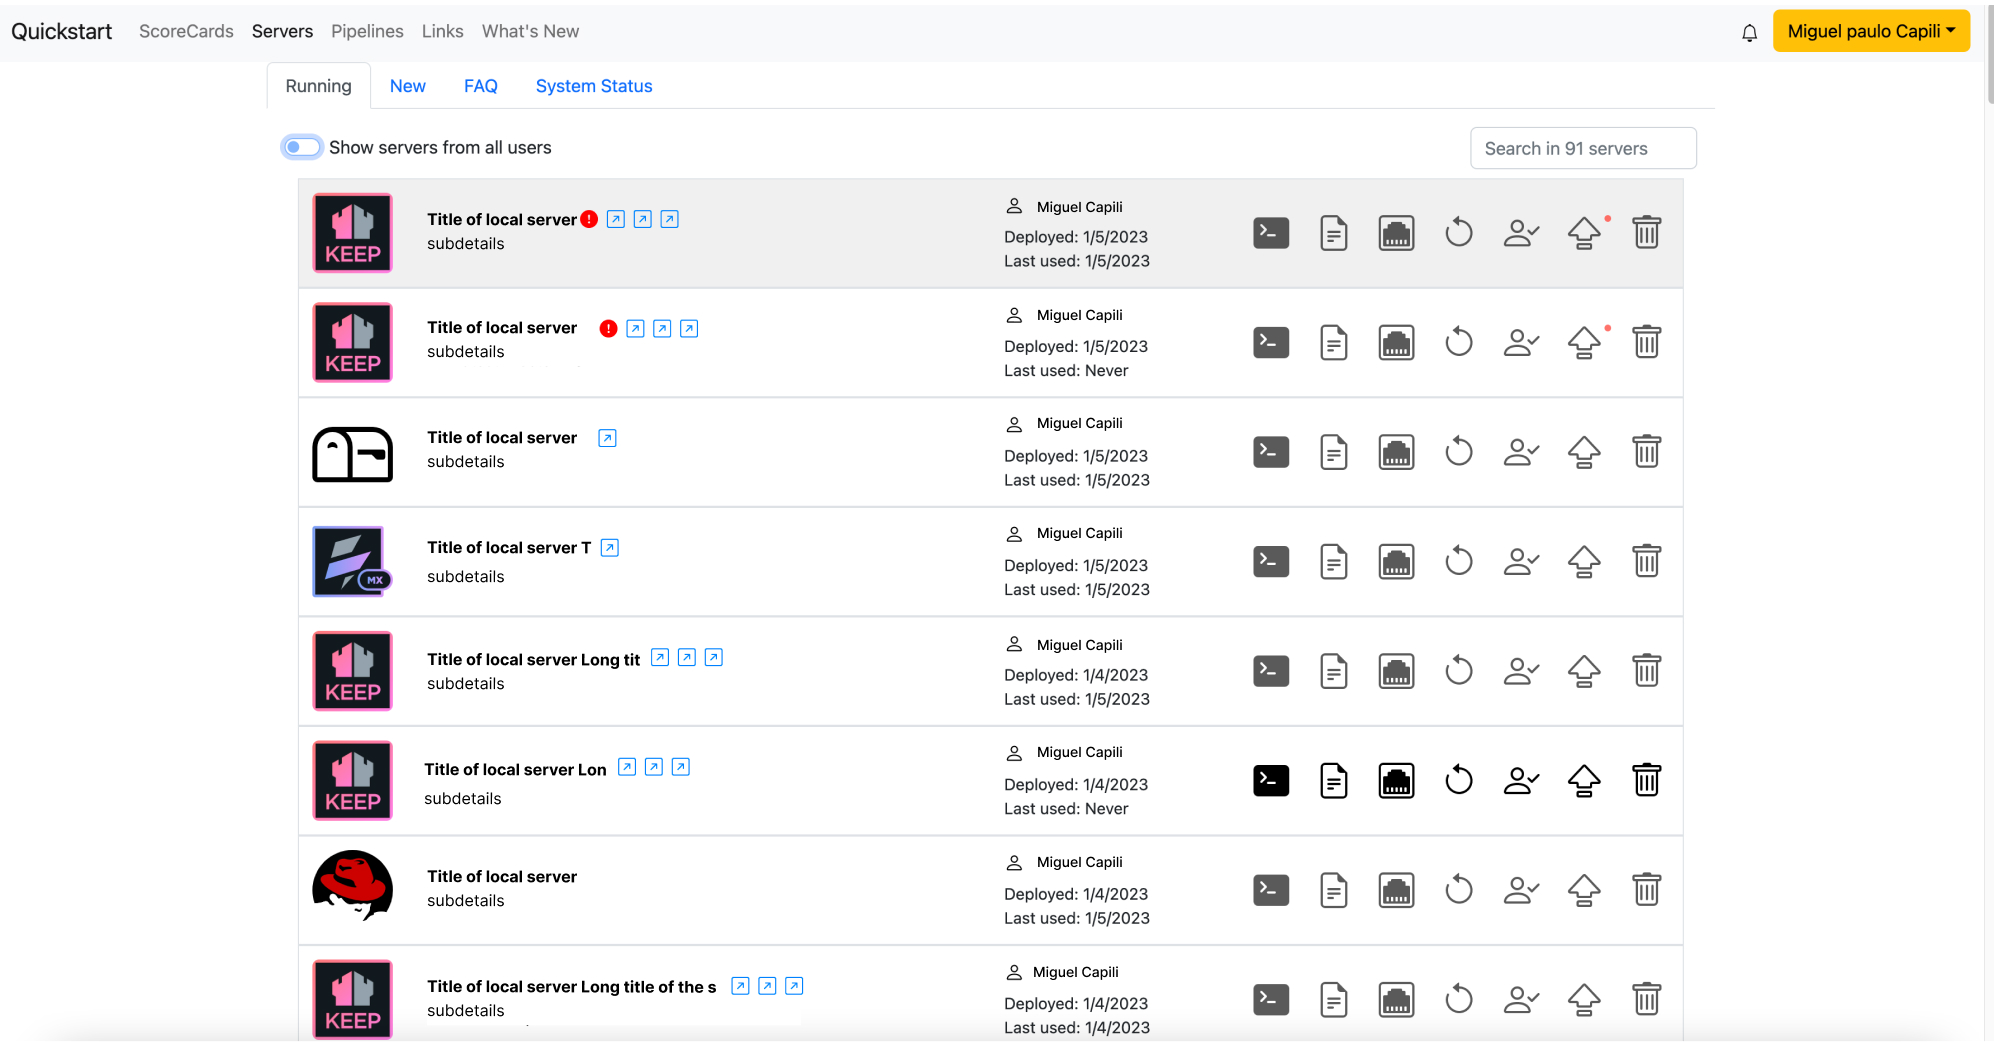 Quickstart ScoreCards Servers Pipelines Links What's New Miguel paulo Capili
Running New FAQ System Status
Show servers from all users
Search in 91 servers
KEEP
Title of local server
subdetails
Miguel Capili
Deployed: 1/5/2023
Last used: 1/5/2023
KEEP
Title of local server
subdetails
Miguel Capili
Deployed: 1/5/2023
Last used: Never
Title of local server
subdetails
Miguel Capili
Deployed: 1/5/2023
Last used: 1/5/2023
MX
Title of local server T
subdetails
Miguel Capili
Deployed: 1/5/2023
Last used: 1/5/2023
KEEP
Title of local server Long tit
subdetails
Miguel Capili
Deployed: 1/4/2023
Last used: 1/5/2023
KEEP
Title of local server Lon
subdetails
Miguel Capili
Deployed: 1/4/2023
Last used: Never
Title of local server
subdetails
Miguel Capili
Deployed: 1/4/2023
Last used: 1/5/2023
KEEP
Title of local server Long title of the s
subdetails
Miguel Capili
Deployed: 1/4/2023
Last used: 1/4/2023